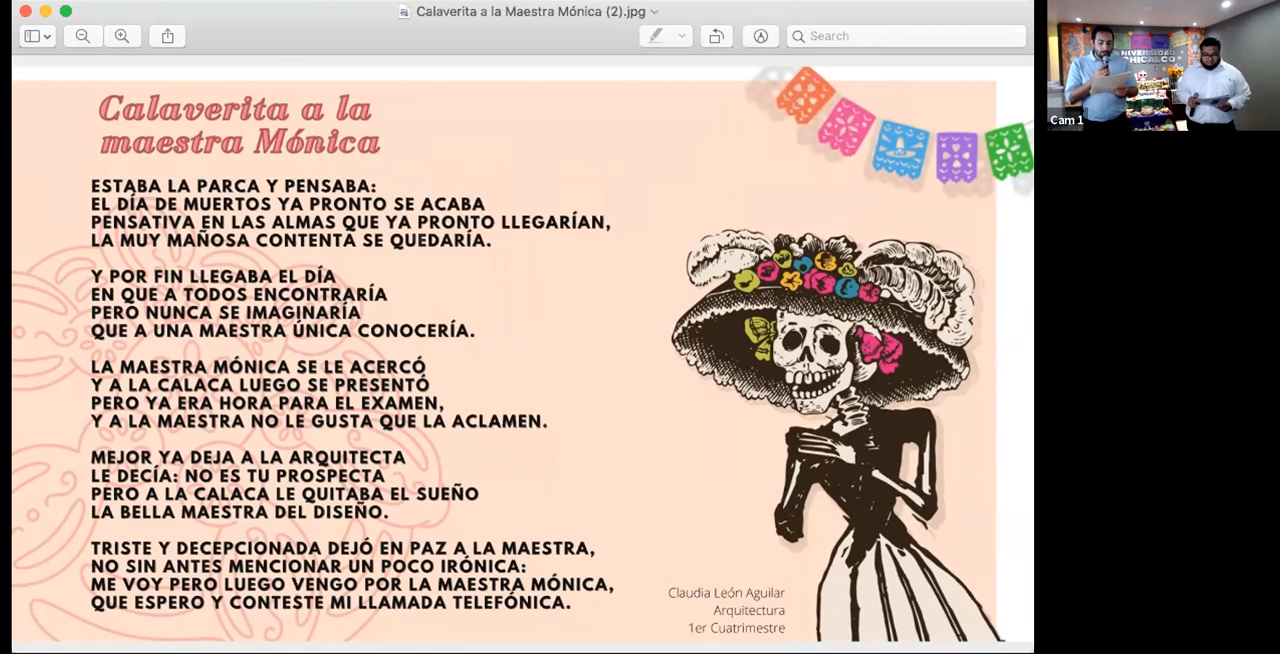 Calaverita a la Maestra Mónica (2).jpg
Search
Calaverita a la
maestra Mónica
ESTABA LA PARCA Y PENSABA:
EL DÍA DE MUERTOS YA PRONTO SE ACABA
PENSATIVA EN LAS ALMAS QUE YA PRONTO LLEGARÍAN,
LA MUY MAÑOSA CONTENTA SE QUEDARÍA.
Y POR FIN LLEGABA EL DÍA
EN QUE A TODOS ENCONTRARÍA
PERO NUNCA SE IMAGINARÍA
QUE A UNA MAESTRA ÚNICA CONOCERÍA.
LA MAESTRA MÓNICA SE LE ACERCÓ
Y A LA CALACA LUEGO SE PRESENTÓ
PERO YA ERA HORA PARA EL EXAMEN,
Y A LA MAESTRA NO LE GUSTA QUE LA ACLAMEN.
MEJOR YA DEJA A LA ARQUITECTA
LE DECÍA: NO ES TU PROSPECTA
PERO A LA CALACA LE QUITABA EL SUEÑO
LA BELLA MAESTRA DEL DISEÑO.
TRISTE Y DECEPCIONADA DEJÓ EN PAZ A LA MAESTRA,
NO SIN ANTES MENCIONAR UN POCO IRÓNICA:
ME VOY PERO LUEGO VENGO POR LA MAESTRA MÓNICA,
QUE ESPERO Y CONTESTE MI LLAMADA TELEFÓNICA.
Claudia León Aguilar
Arquitectura
1er Cuatrimestre
NIVERSIDAD
CHICALCO
Cam 1